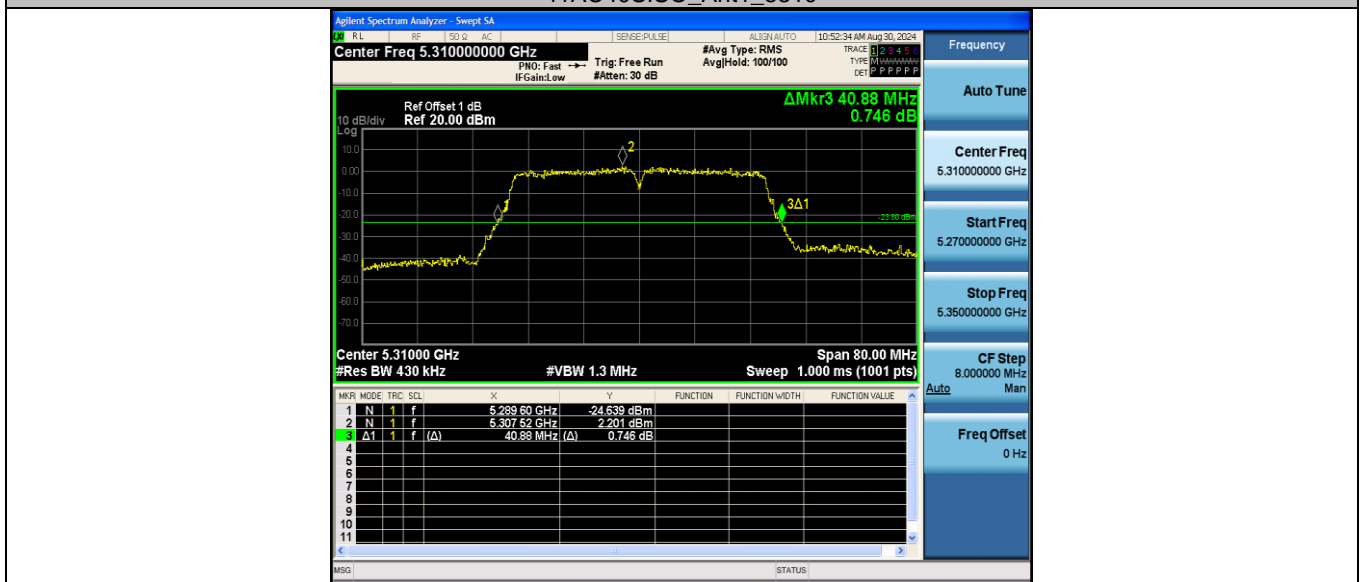 Agilent Spectrum Analyzer - Swept SA
RL RF 50 Ω AC SENSE:PULSE ALIGN AUTO 10:52:34 AM Aug 30, 2024
Center Freq 5.310000000 GHz
PNO: Fast
IFGain:Low
Trig: Free Run
#Atten: 30 dB
#Avg Type: RMS
Avg|Hold: 100/100
TRACE 1 2 3 4 5 6
TYPE M
DET P P P P P P
Frequency
Auto Tune
Center Freq
5.310000000 GHz
Start Freq
5.270000000 GHz
Stop Freq
5.350000000 GHz
CF Step
8.000000 MHz
Auto Man
Freq Offset
0 Hz
ΔMkr3 40.88 MHz
0.746 dB
Ref Offset 1 dB
10 dB/div Ref 20.00 dBm
Log
10.0
0.00
-10.0
-20.0
-30.0
-40.0
-50.0
-60.0
-70.0
2
3Δ1
-23.80 dBm
Center 5.31000 GHz Span 80.00 MHz
#Res BW 430 kHz #VBW 1.3 MHz Sweep 1.000 ms (1001 pts)
MKR MODE TRC SCL X Y FUNCTION FUNCTION WIDTH FUNCTION VALUE
1 N 1 f 5.289 60 GHz -24.639 dBm
2 N 1 f 5.307 52 GHz 2.201 dBm
3 Δ1 1 f (Δ) 40.88 MHz (Δ) 0.746 dB
4
5
6
7
8
9
10
11
MSG STATUS